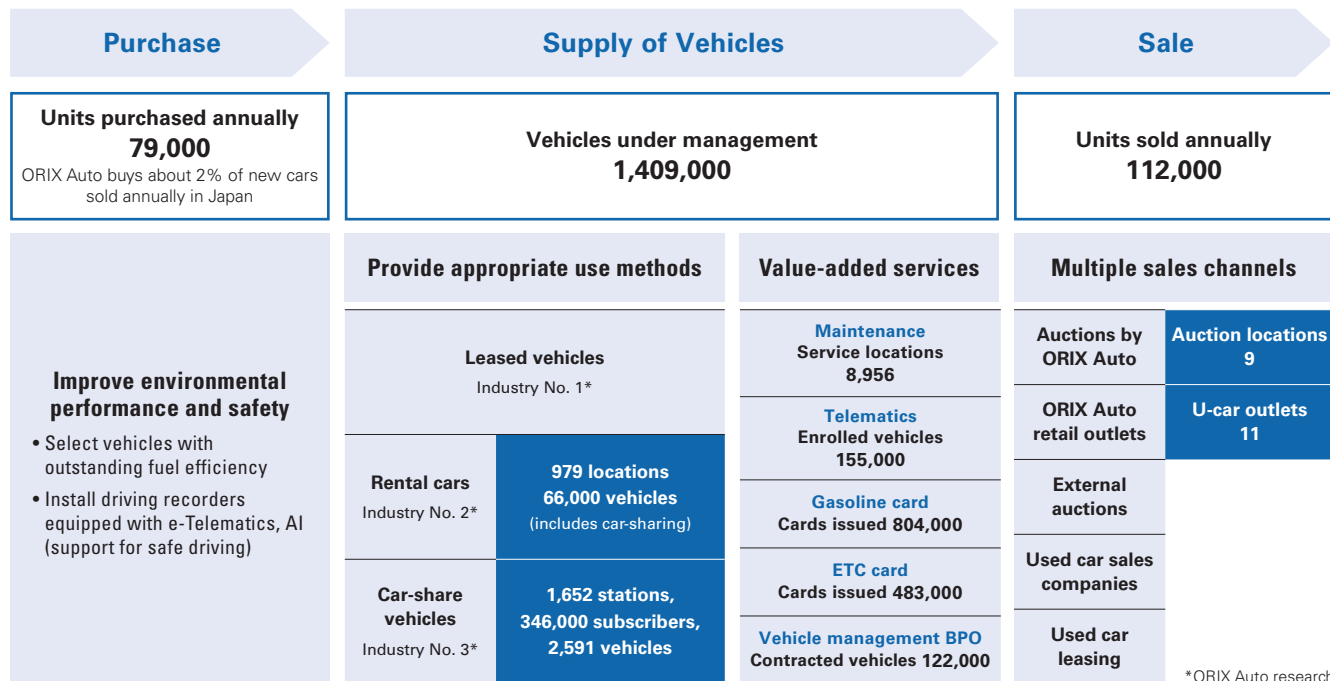 Purchase
Supply of Vehicles
Sale
Units purchased annually
79,000
ORIX Auto buys about 2% of new cars
sold annually in Japan
Vehicles under management
1,409,000
Units sold annually
112,000
Improve environmental
performance and safety
• Select vehicles with
outstanding fuel efficiency
• Install driving recorders
equipped with e-Telematics, AI
(support for safe driving)
Provide appropriate use methods
Leased vehicles
Industry No. 1*
Rental cars
Industry No. 2*
979 locations
66,000 vehicles
(includes car-sharing)
Car-share
vehicles
Industry No. 3*
1,652 stations,
346,000 subscribers,
2,591 vehicles
Value-added services
Maintenance
Service locations
8,956
Telematics
Enrolled vehicles
155,000
Gasoline card
Cards issued 804,000
ETC card
Cards issued 483,000
Vehicle management BPO
Contracted vehicles 122,000
Multiple sales channels
Auctions by
ORIX Auto
Auction locations
9
ORIX Auto
retail outlets
U-car outlets
11
External
auctions
Used car sales
companies
Used car
leasing
*ORIX Auto research